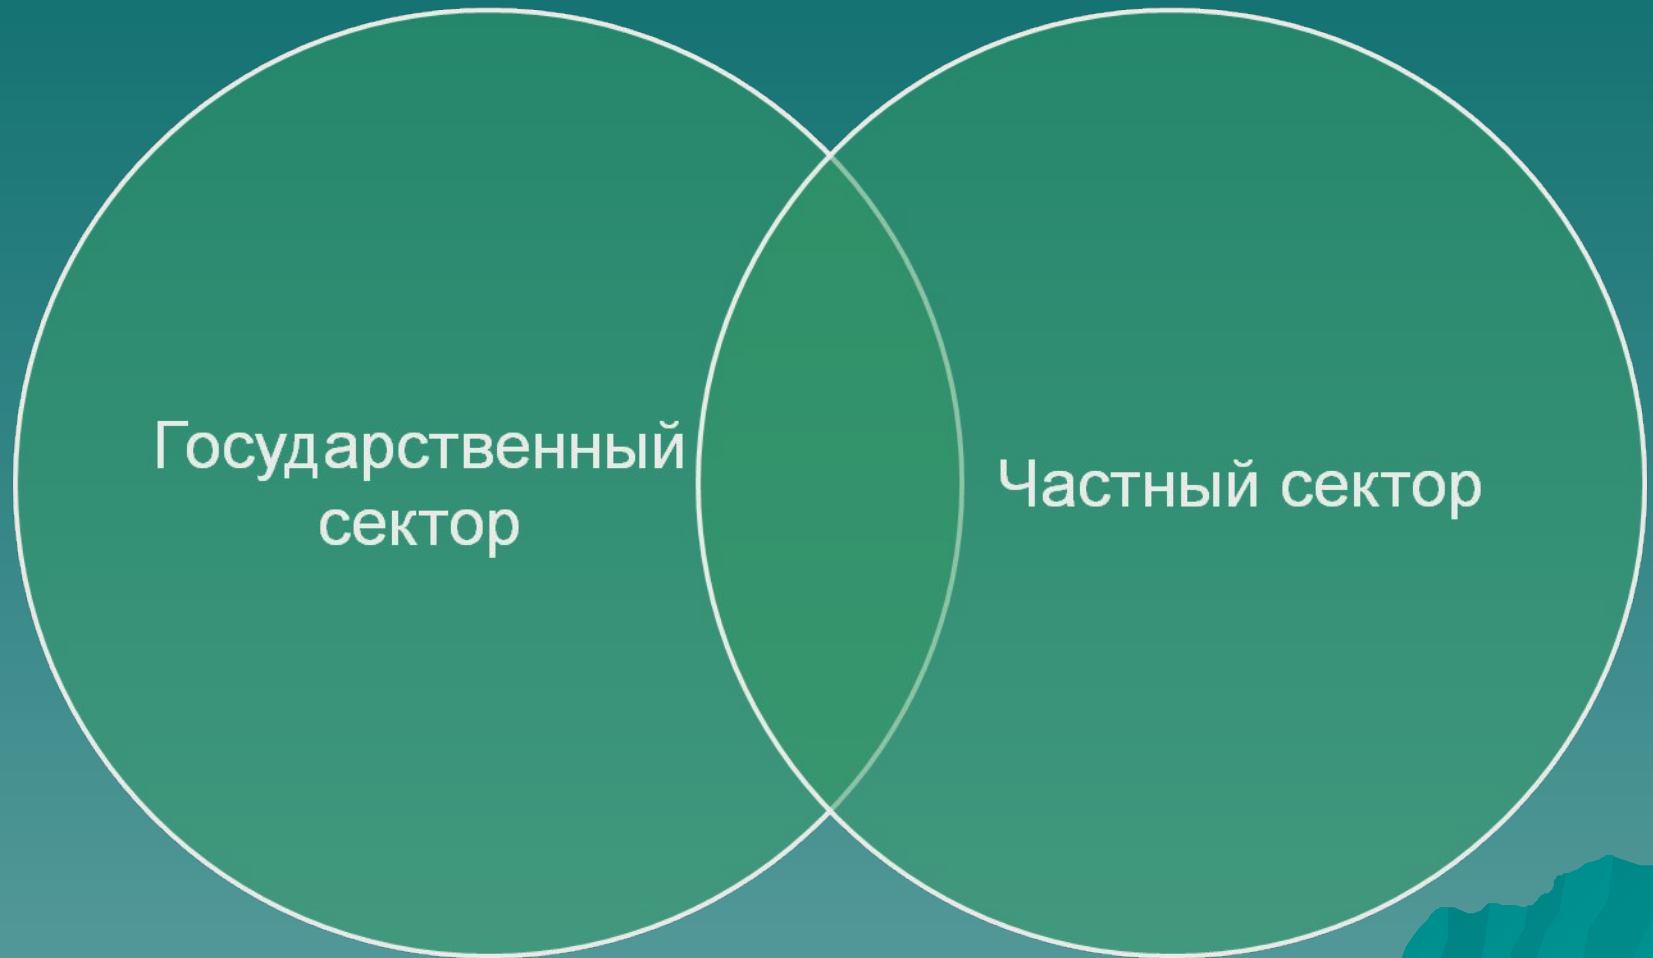 Государственный
сектор
Частный сектор